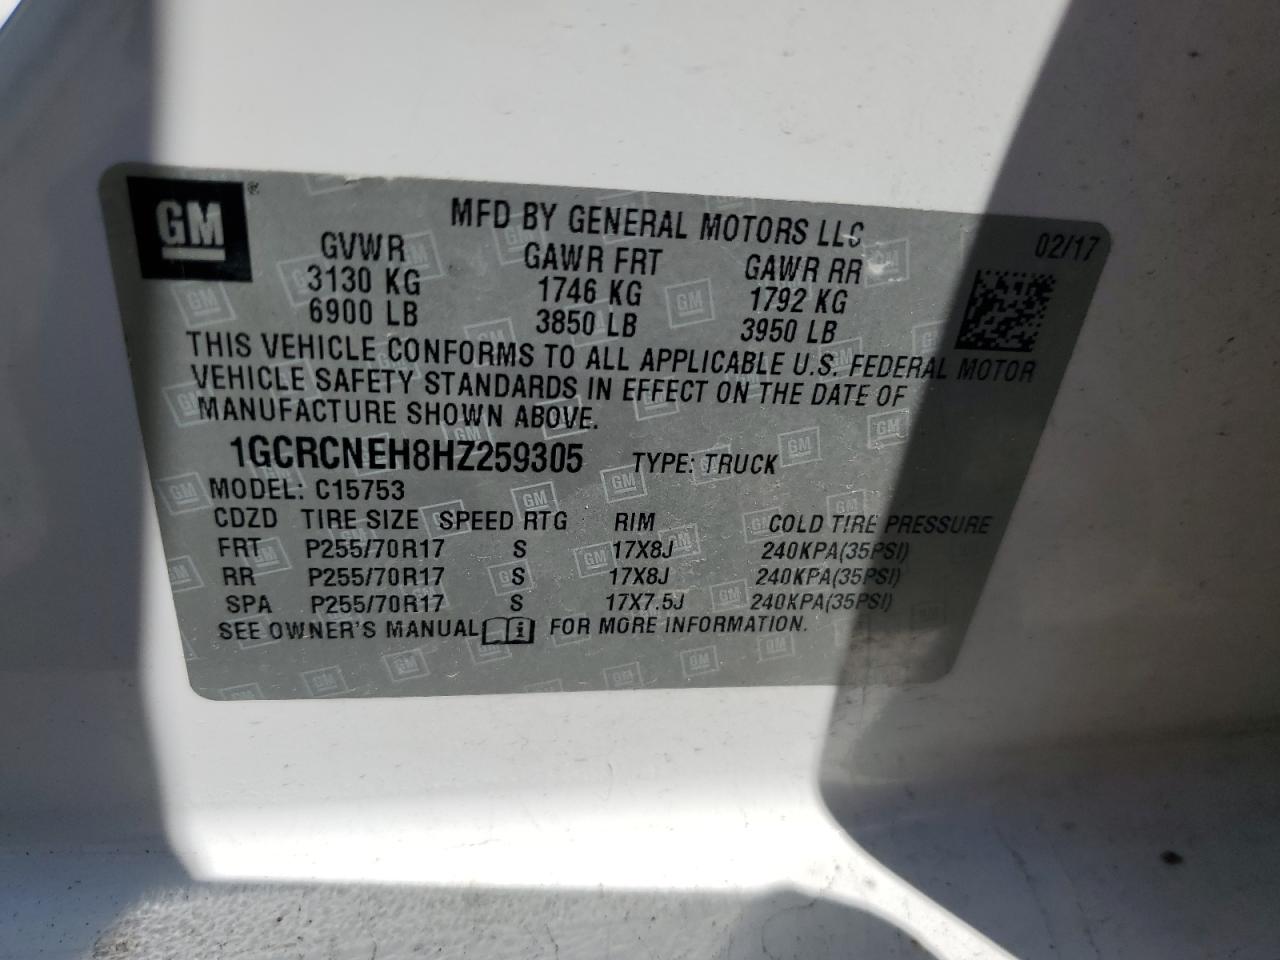 GM®
MFD BY GENERAL MOTORS LLC
02/17
GVWR GAWR FRT GAWR RR
3130 KG 1746 KG 1792 KG
6900 LB 3850 LB 3950 LB
THIS VEHICLE CONFORMS TO ALL APPLICABLE U.S. FEDERAL MOTOR
VEHICLE SAFETY STANDARDS IN EFFECT ON THE DATE OF
MANUFACTURE SHOWN ABOVE.
1GCRCNEH8HZ259305 TYPE: TRUCK
MODEL: C15753
CDZD TIRE SIZE SPEED RTG RIM COLD TIRE PRESSURE
FRT P255/70R17 S 17X8J 240KPA(35PSI)
RR P255/70R17 S 17X8J 240KPA(35PSI)
SPA P255/70R17 S 17X7.5J 240KPA(35PSI)
SEE OWNER'S MANUAL i FOR MORE INFORMATION.